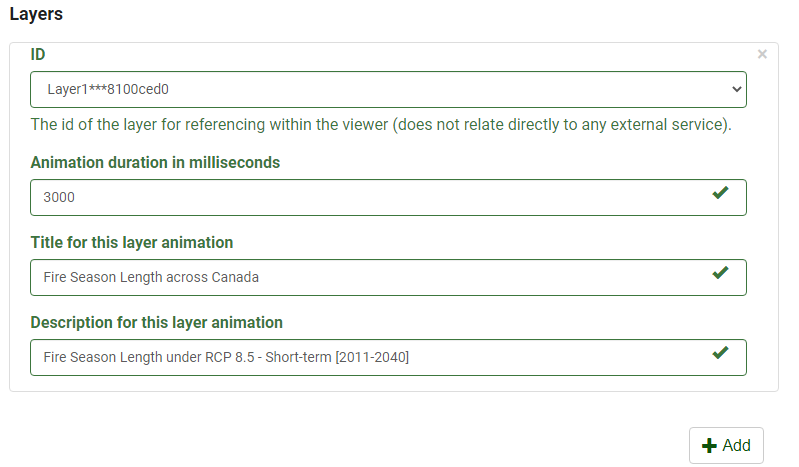 Layers
ID
×
Layer1***8100ced0
The id of the layer for referencing within the viewer (does not relate directly to any external service).
Animation duration in milliseconds
3000
Title for this layer animation
Fire Season Length across Canada
Description for this layer animation
Fire Season Length under RCP 8.5 - Short-term [2011-2040]
Add